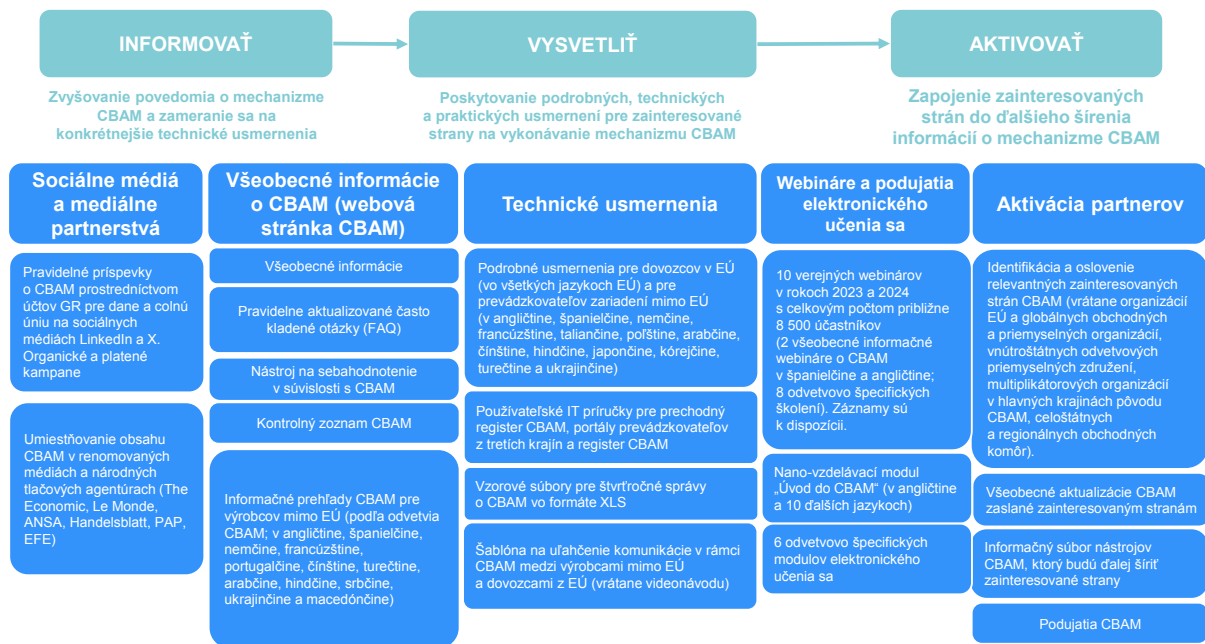 INFORMOVAŤ
VYSVETLIŤ
AKTIVOVAŤ
Zvyšovanie povedomia o mechanizme
CBAM a zameranie sa na
konkrétnejšie technické usmernenia
Poskytovanie podrobných, technických
a praktických usmernení pre zainteresované
strany na vykonávanie mechanizmu CBAM
Zapojenie zainteresovaných
strán do ďalšieho šírenia
informácií o mechanizme CBAM
Sociálne médiá
a mediálne
partnerstvá
Pravidelné príspevky
o CBAM prostredníctvom
účtov GR pre dane a colnú
úniu na sociálnych
médiách LinkedIn a X.
Organické a platené
kampane
Umiestňovanie obsahu
CBAM v renomovaných
médiách a národných
tlačových agentúrach (The
Economic, Le Monde,
ANSA, Handelsblatt, PAP,
EFE)
Všeobecné informácie
o CBAM (webová
stránka CBAM)
Všeobecné informácie
Pravidelne aktualizované často
kladené otázky (FAQ)
Nástroj na sebahodnotenie
v súvislosti s CBAM
Kontrolný zoznam CBAM
Informačné prehľady CBAM pre
výrobcov mimo EÚ (podľa odvetvia
CBAM; v angličtine, španielčine,
nemčine, francúzštine,
portugalčine, čínštine, turečtine,
arabčine, hindčine, srbčine,
ukrajinčine a macedónčine)
Technické usmernenia
Podrobné usmernenia pre dovozcov v EÚ
(vo všetkých jazykoch EÚ) a pre
prevádzkovateľov zariadení mimo EÚ
(v angličtine, španielčine, nemčine,
francúzštine, taliančine, poľštine, arabčine,
čínštine, hindčine, japončine, kórejčine,
turečtine a ukrajinčine)
Používateľské IT príručky pre prechodný
register CBAM, portály prevádzkovateľov
z tretích krajín a register CBAM
Vzorové súbory pre štvrťročné správy
o CBAM vo formáte XLS
Šablóna na uľahčenie komunikácie v rámci
CBAM medzi výrobcami mimo EÚ
a dovozcami z EÚ (vrátane videonávodu)
Webináre a podujatia
elektronického
učenia sa
10 verejných webinárov
v rokoch 2023 a 2024
s celkovým počtom približne
8 500 účastníkov
(2 všeobecné informačné
webináre o CBAM
v španielčine a angličtine;
8 odvetvovo špecifických
školení). Záznamy sú
k dispozícii.
Nano-vzdelávací modul
„Úvod do CBAM“ (v angličtine
a 10 ďalších jazykoch)
6 odvetvovo špecifických
modulov elektronického
učenia sa
Aktivácia partnerov
Identifikácia a oslovenie
relevantných zainteresovaných
strán CBAM (vrátane organizácií
EÚ a globálnych obchodných
a priemyselných organizácií,
vnútroštátnych odvetvových
priemyselných združení,
multiplikátorových organizácií
v hlavných krajinách pôvodu
CBAM, celoštátnych
a regionálnych obchodných
komôr).
Všeobecné aktualizácie CBAM
zaslané zainteresovaným stranám
Informačný súbor nástrojov
CBAM, ktorý budú ďalej šíriť
zainteresované strany
Podujatia CBAM